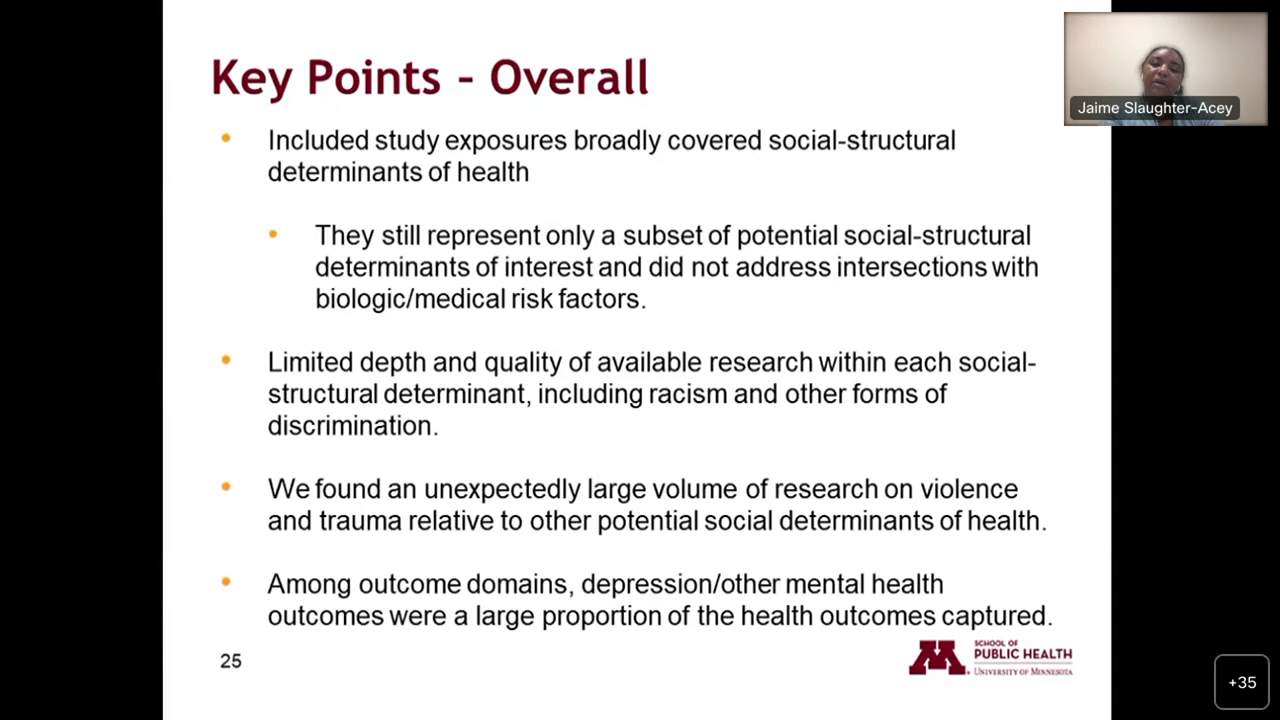 Key Points - Overall
Jaime Slaughter-Acey
• Included study exposures broadly covered social-structural
determinants of health
• They still represent only a subset of potential social-structural
determinants of interest and did not address intersections with
biologic/medical risk factors.
• Limited depth and quality of available research within each social-
structural determinant, including racism and other forms of
discrimination.
• We found an unexpectedly large volume of research on violence
and trauma relative to other potential social determinants of health.
• Among outcome domains, depression/other mental health
outcomes were a large proportion of the health outcomes captured.
25
M
SCHOOL OF
PUBLIC HEALTH
UNIVERSITY OF MINNESOTA
+35